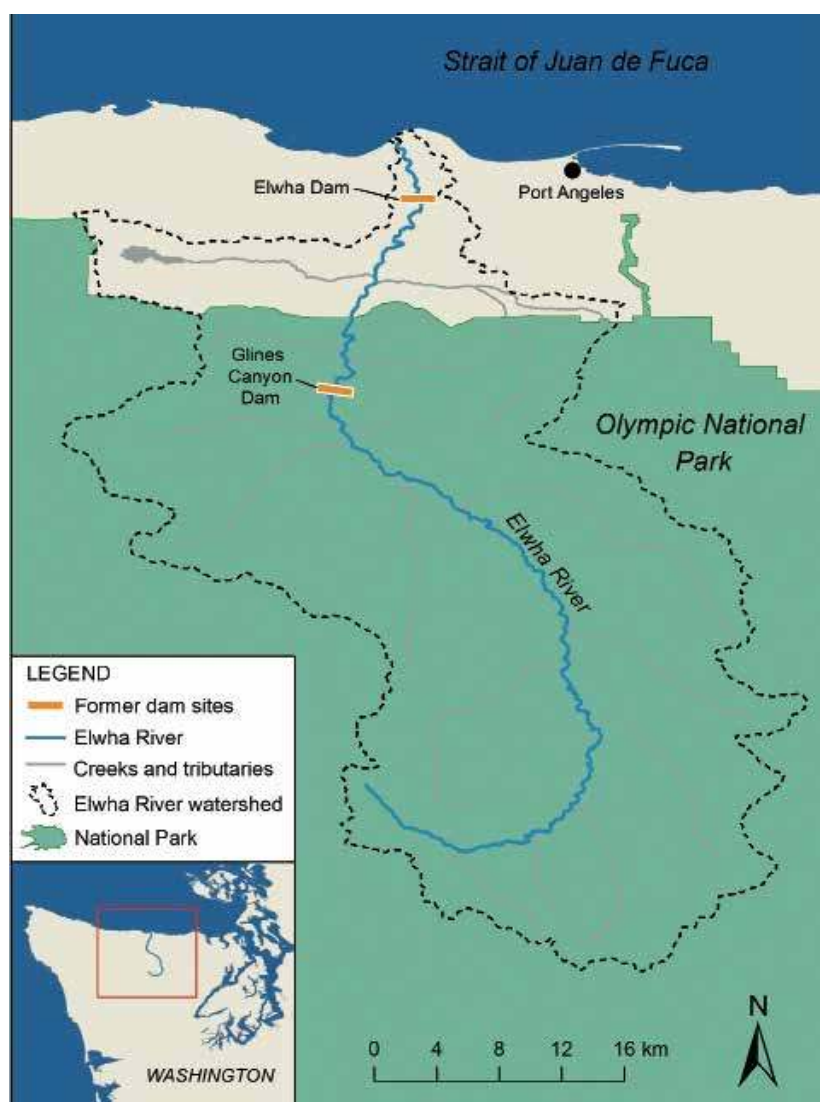 Strait of Juan de Fuca
Elwha Dam
Port Angeles
Glines
Canyon
Dam
Olympic National
Park
Elwha River
LEGEND
Former dam sites
Elwha River
Creeks and tributaries
Elwha River watershed
National Park
WASHINGTON
N
0 4 8 12 16 km